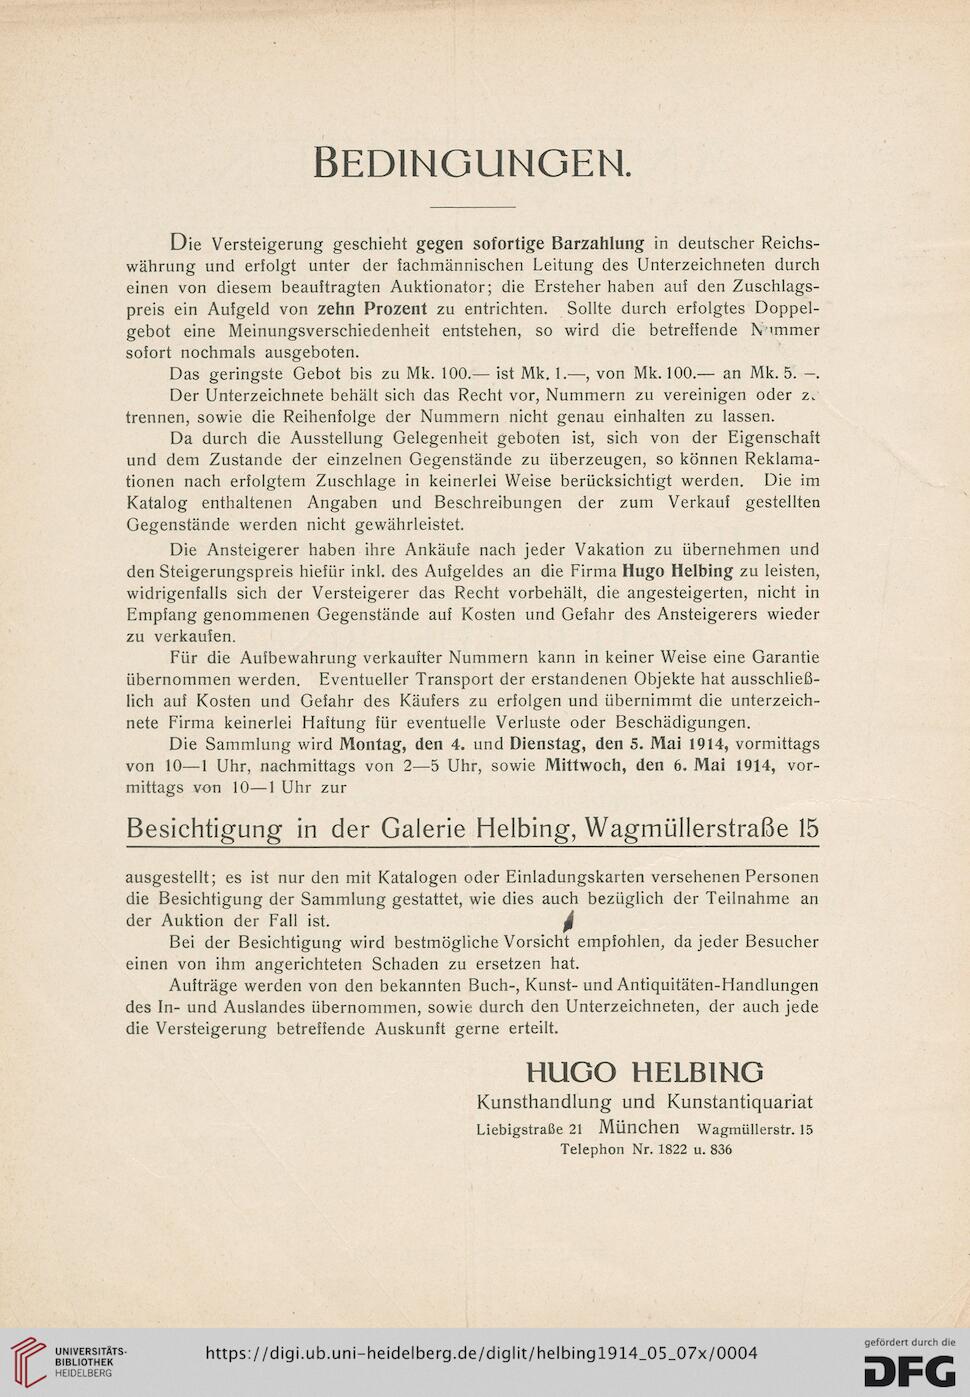 BEDINGUNGEN.
Die Versteigerung geschieht gegen sofortige Barzahlung in deutscher Reichs-
währung und erfolgt unter der fachmännischen Leitung des Unterzeichneten durch
einen von diesem beauftragten Auktionator; die Ersteher haben auf den Zuschlags-
preis ein Aufgeld von zehn Prozent zu entrichten. Sollte durch erfolgtes Doppel-
gebot eine Meinungsverschiedenheit entstehen, so wird die betreffende Nummer
sofort nochmals ausgeboten.
Das geringste Gebot bis zu Mk. 100.— ist Mk. 1.—, von Mk. 100.— an Mk. 5. —.
Der Unterzeichnete behält sich das Recht vor, Nummern zu vereinigen oder
trennen, sowie die Reihenfolge der Nummern nicht genau einhalten zu lassen.
Da durch die Ausstellung Gelegenheit geboten ist, sich von der Eigenschaft
und dem Zustande der einzelnen Gegenstände zu überzeugen, so können Reklama-
tionen nach erfolgtem Zuschlage in keinerlei Weise berücksichtigt werden. Die im
Katalog enthaltenen Angaben und Beschreibungen der zum Verkauf gestellten
Gegenstände werden nicht gewährleistet.
Die Ansteigerer haben ihre Ankäufe nach jeder Vakation zu übernehmen und
den Steigerungspreis hiefür inkl. des Aufgeldes an die Firma Hugo Helbing zu leisten,
widrigenfalls sich der Versteigerer das Recht vorbehält, die angesteigerten, nicht in
Empfang genommenen Gegenstände auf Kosten und Gefahr des Ansteigerers wieder
zu verkaufen.
Für die Aufbewahrung verkaufter Nummern kann in keiner Weise eine Garantie
übernommen werden. Eventueller Transport der erstandenen Objekte hat ausschließ-
lich auf Kosten und Gefahr des Käufers zu erfolgen und übernimmt die unterzeich-
nete Firma keinerlei Haftung für eventuelle Verluste oder Beschädigungen.
Die Sammlung wird Montag, den 4. und Dienstag, den 5. Mai 1914, vormittags
von 10—1 Uhr, nachmittags von 2—5 Uhr, sowie Mittwoch, den 6. Mai 1914, vor-
mittags von 10—1 Uhr zur
Besichtigung in der Galerie Helbing, Wagmüllerstraße 15
ausgestellt; es ist nur den mit Katalogen oder Einladungskarten versehenen Personen
die Besichtigung der Sammlung gestattet, wie dies auch bezüglich der Teilnahme an
der Auktion der Fall ist.
Bei der Besichtigung wird bestmögliche Vorsicht empfohlen, da jeder Besucher
einen von ihm angerichteten Schaden zu ersetzen hat.
Aufträge werden von den bekannten Buch-, Kunst- und Antiquitäten-Handlungen
des In- und Auslandes übernommen, sowie durch den Unterzeichneten, der auch jede
die Versteigerung betreffende Auskunft gerne erteilt.
HUGO HELBING
Kunsthandlung und Kunstantiquariat
Liebigstraße 21 München Wagmüllerstr. 15
Telephon Nr. 1822 u. 836
UNIVERSITÄTS-
BIBLIOTHEK
HEIDELBERG
https://digi.ub.uni-heidelberg.de/diglit/helbing1914_05_07x/0004
gefördert durch die
DFG